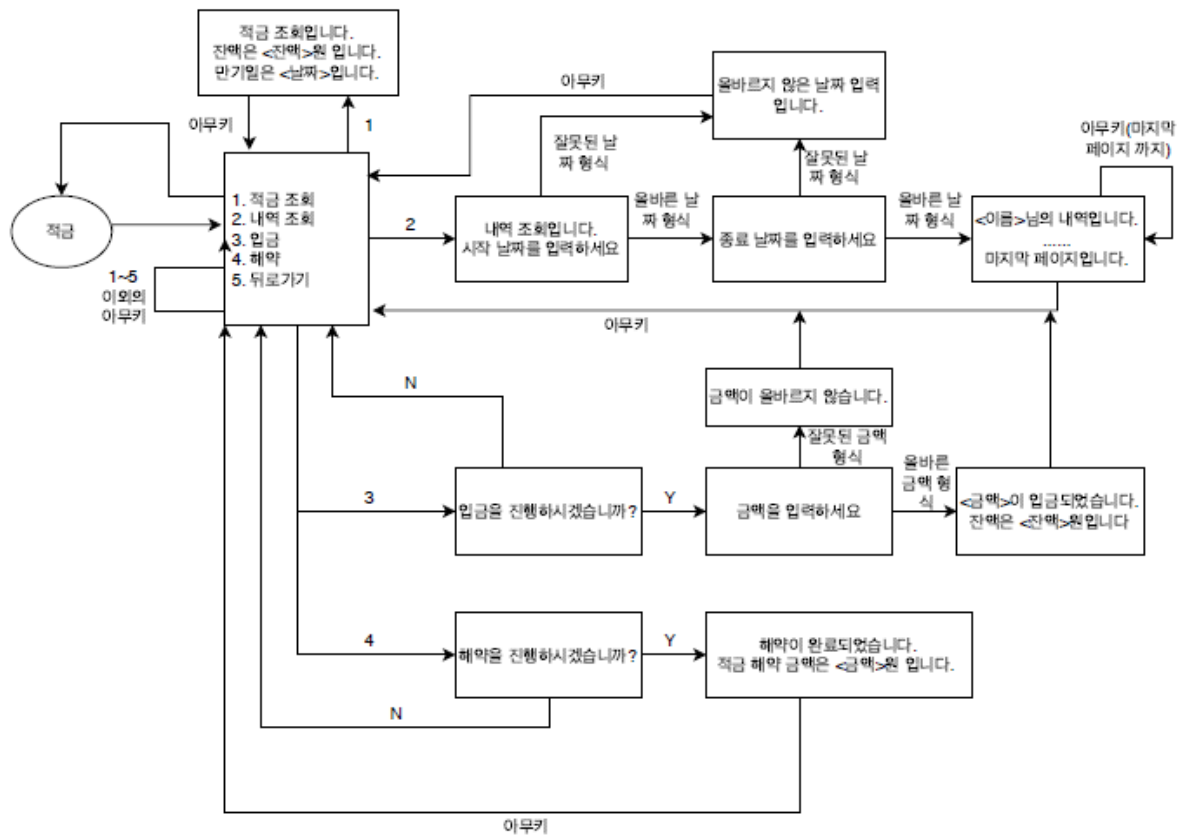 적금 조회입니다.
잔액은 <잔액>원 입니다.
만기일은 <날짜>입니다.
아무키
1
아무키
올바르지 않은 날짜 입력
입니다.
잘못된 날
짜 형식
잘못된 날
짜 형식
아무키(마지막
페이지 까지)
적금
1. 적금 조회
2. 내역 조회
3. 입금
4. 해약
5. 뒤로가기
2
내역 조회입니다.
시작 날짜를 입력하세요
올바른 날
짜 형식
종료 날짜를 입력하세요
올바른 날
짜 형식
<이름>님의 내역입니다.
......
마지막 페이지입니다.
1~5
이외의
아무키
아무키
N
금액이 올바르지 않습니다.
잘못된 금액
형식
올바른
금액 형
식
3
입금을 진행하시겠습니까?
Y
금액을 입력하세요
<금액>이 입금되었습니다.
잔액은 <잔액>원입니다
4
해약을 진행하시겠습니까?
Y
해약이 완료되었습니다.
적금 해약 금액은 <금액>원 입니다.
N
아무키